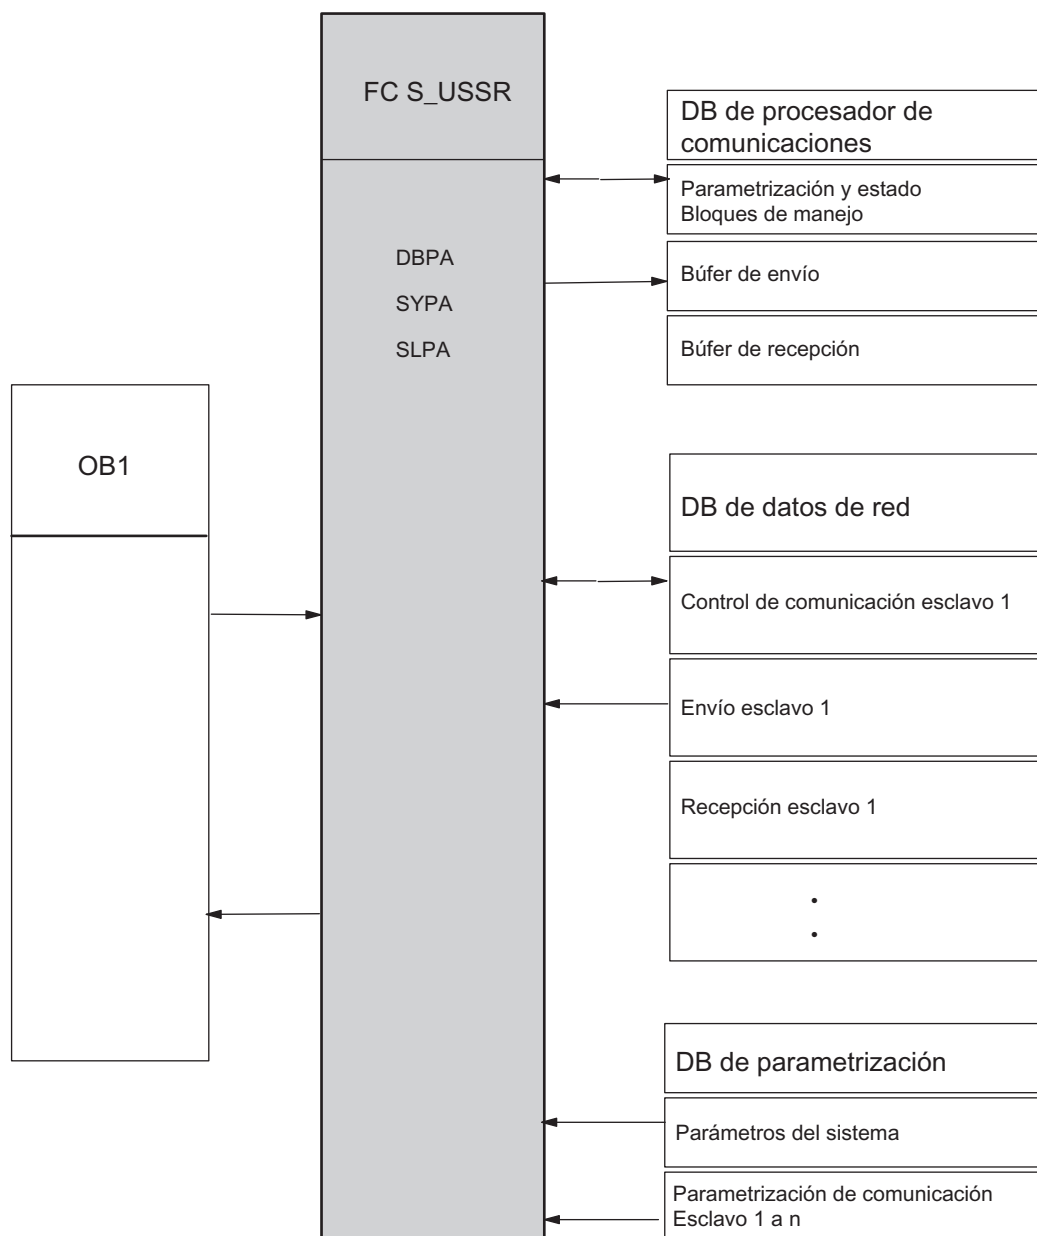 FC S_USSR
DBPA
SYPA
SLPA
OB1
DB de procesador de
comunicaciones
Parametrización y estado
Bloques de manejo
Búfer de envío
Búfer de recepción
DB de datos de red
Control de comunicación esclavo 1
Envío esclavo 1
Recepción esclavo 1
•
•
DB de parametrización
Parámetros del sistema
Parametrización de comunicación
Esclavo 1 a n